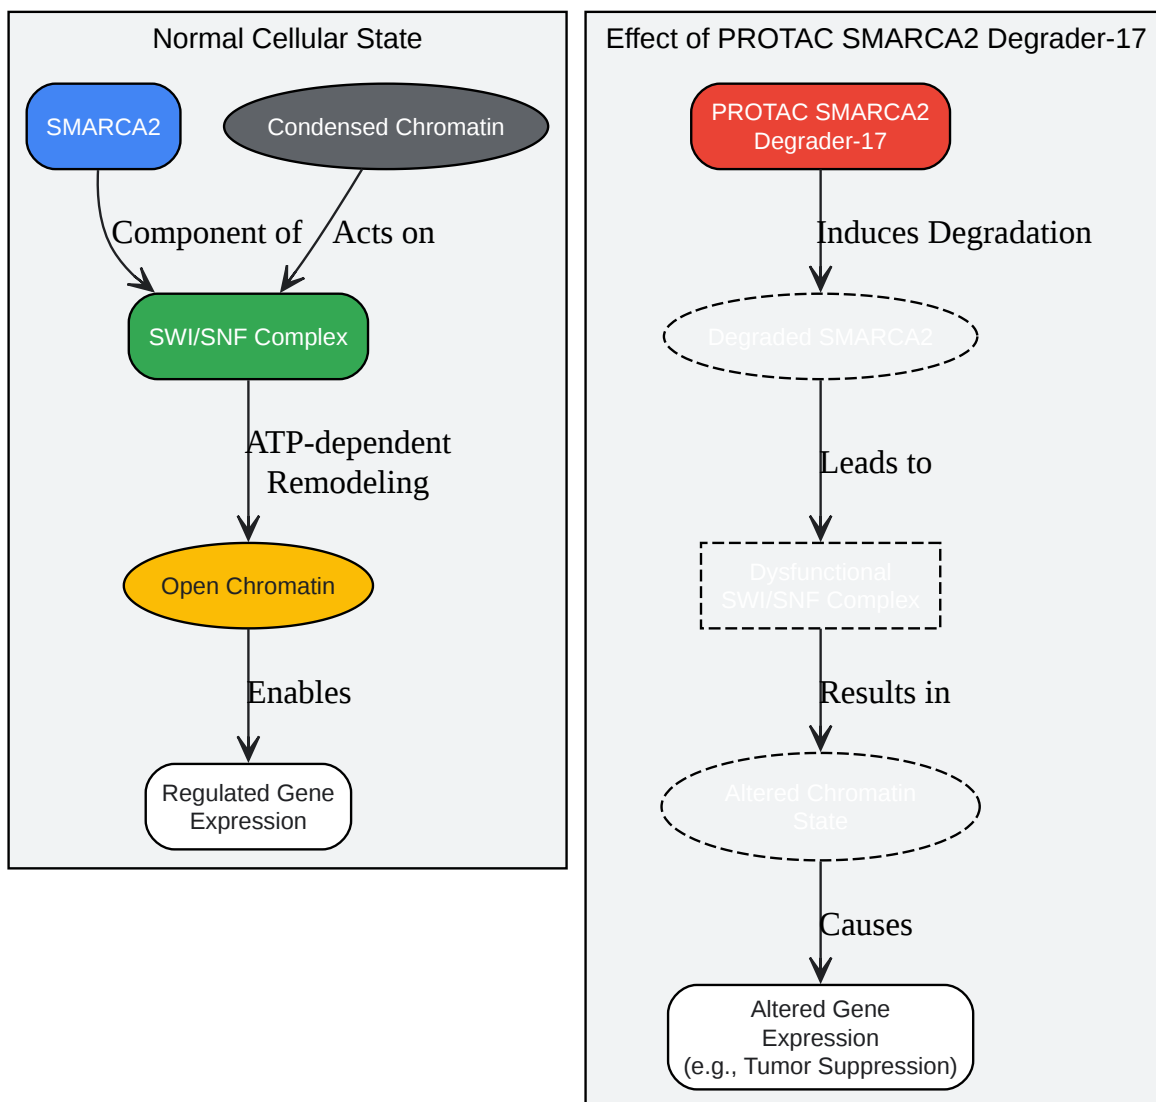 Normal Cellular State
SMARCA2
Condensed Chromatin
Component of
Acts on
SWI/SNF Complex
ATP-dependent
Remodeling
Open Chromatin
Enables
Regulated Gene
Expression
Effect of PROTAC SMARCA2 Degrader-17
PROTAC SMARCA2
Degrader-17
Induces Degradation
Degraded SMARCA2
Leads to
Dysfunctional
SWI/SNF Complex
Results in
Altered Chromatin
State
Causes
Altered Gene
Expression
(e.g., Tumor Suppression)